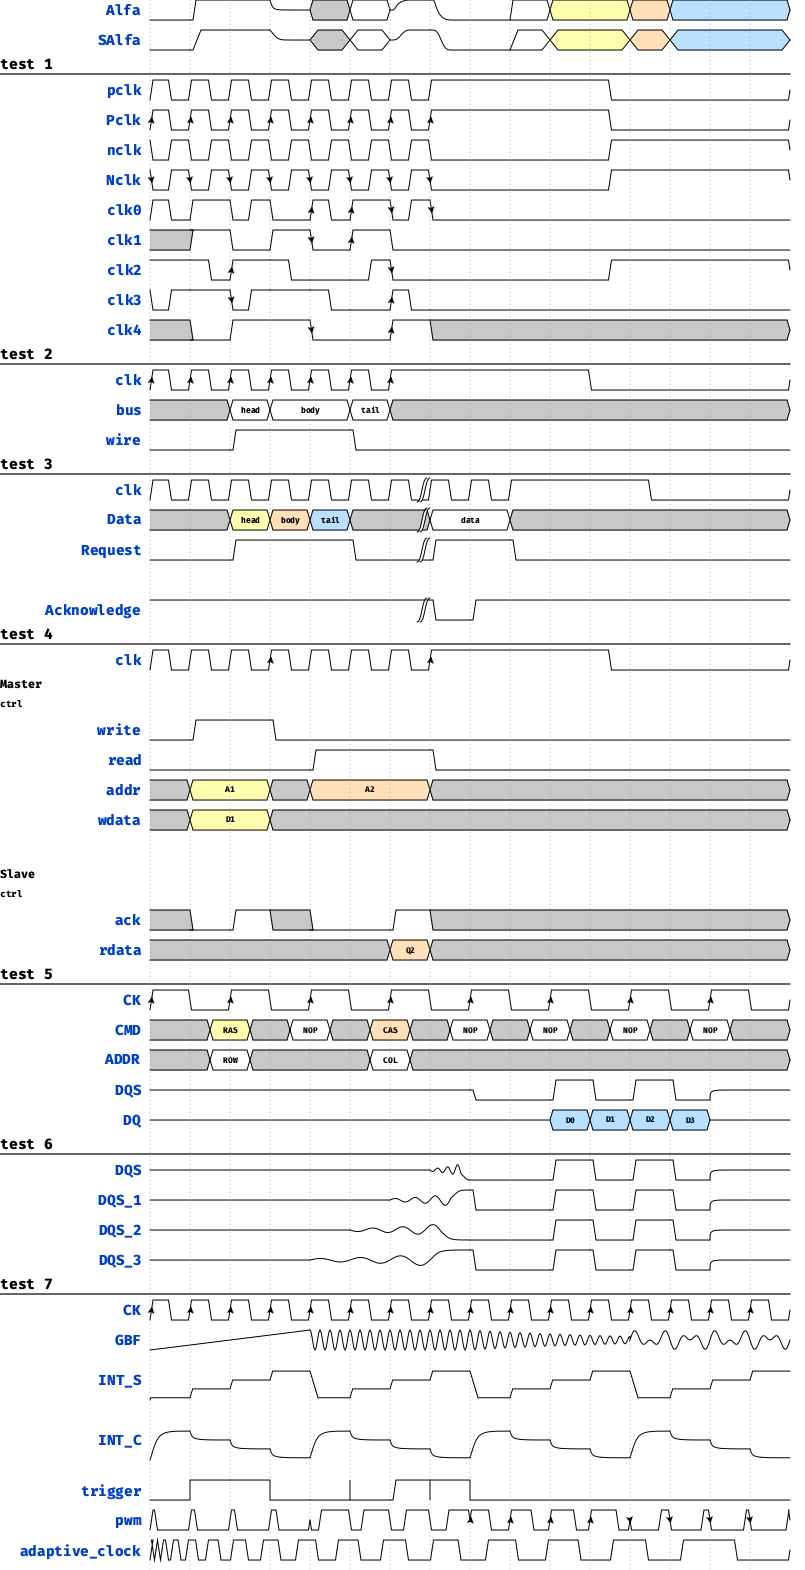 Alfa
SAlfa
test 1
pclk
Pclk
nclk
Nclk
clk0
clk1
clk2
clk3
clk4
test 2
clk
bus head body tail
wire
test 3
clk
Data head body tail data
Request
Acknowledge
test 4
clk
Master
ctrl
write
read
addr A1 A2
wdata D1
Slave
ctrl
ack
rdata Q2
test 5
CK
CMD RAS NOP CAS NOP NOP NOP NOP
ADDR ROW COL
DQS
DQ D0 D1 D2 D3
test 6
DQS
DQS_1
DQS_2
DQS_3
test 7
CK
GBF
INT_S
INT_C
trigger
pwm
adaptive_clock